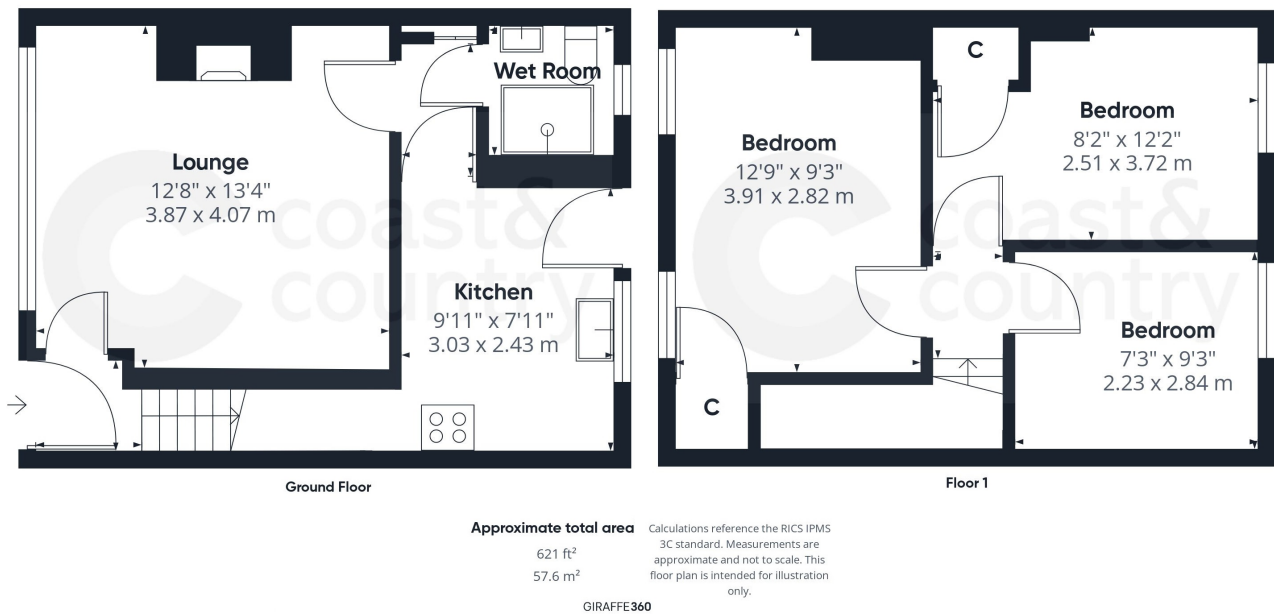 Wet Room
Lounge
12'8" x 13'4"
3.87 x 4.07 m
Kitchen
9'11" x 7'11"
3.03 x 2.43 m
coast&
country
Ground Floor
C
Bedroom
12'9" x 9'3"
3.91 x 2.82 m
Bedroom
8'2" x 12'2"
2.51 x 3.72 m
Bedroom
7'3" x 9'3"
2.23 x 2.84 m
C
coast&
country
Floor 1
Approximate total area
621 ft²
57.6 m²
Calculations reference the RICS IPMS
3C standard. Measurements are
approximate and not to scale. This
floor plan is intended for illustration
only.
GIRAFFE360